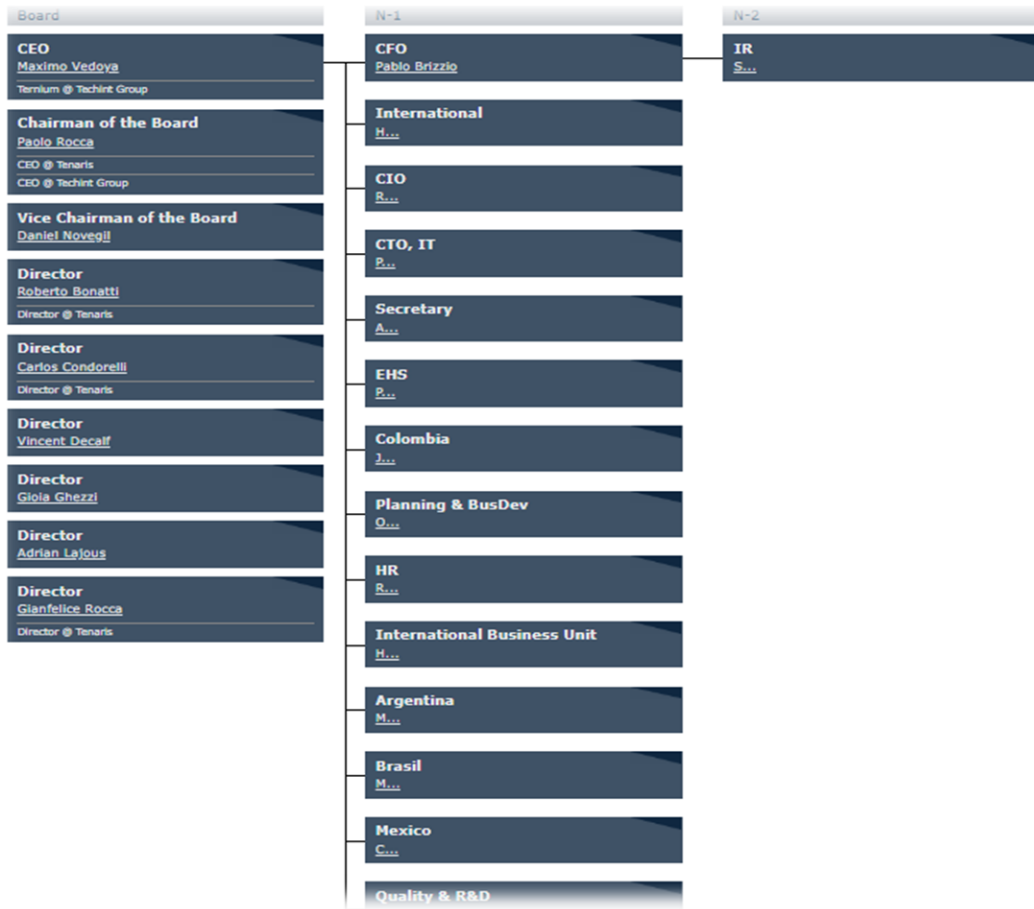 Board
CEO
Maximo Vedoya
Ternium @ Techint Group
Chairman of the Board
Paolo Rocca
CEO @ Tenaris
CEO @ Techint Group
Vice Chairman of the Board
Daniel Novegil
Director
Roberto Bonatti
Director @ Tenaris
Director
Carlos Condorelli
Director @ Tenaris
Director
Vincent Decalf
Director
Gioia Ghezzi
Director
Adrian Lajous
Director
Gianfelice Rocca
Director @ Tenaris
N-1
CFO
Pablo Brizzio
International
H...
CIO
R...
CTO, IT
P...
Secretary
A...
EHS
P...
Colombia
J...
Planning & BusDev
O...
HR
R...
International Business Unit
H...
Argentina
M...
Brasil
M...
Mexico
C...
Quality & R&D
N-2
IR
S...